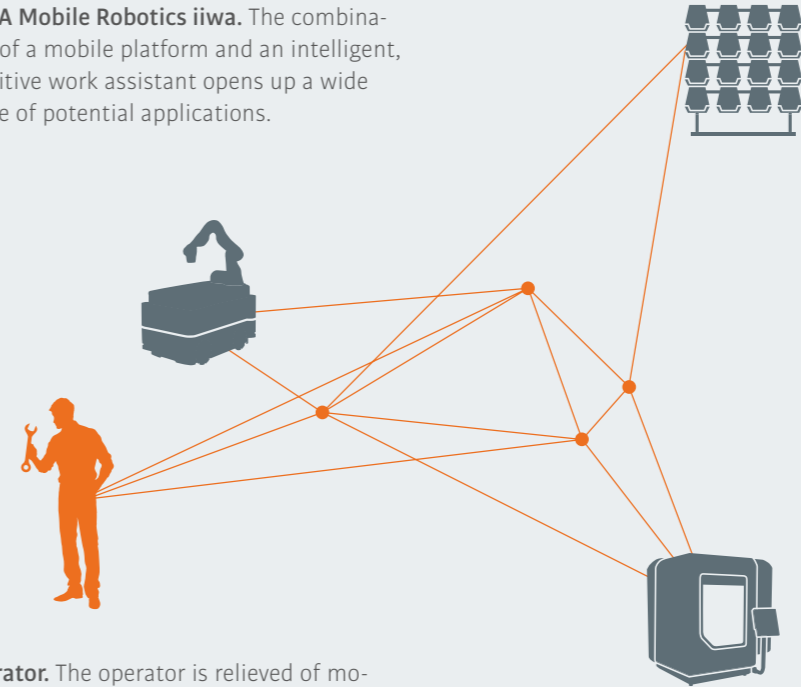 A Mobile Robotics iiwa. The combina-
of a mobile platform and an intelligent,
itive work assistant opens up a wide
e of potential applications.
rator. The operator is relieved of mo-